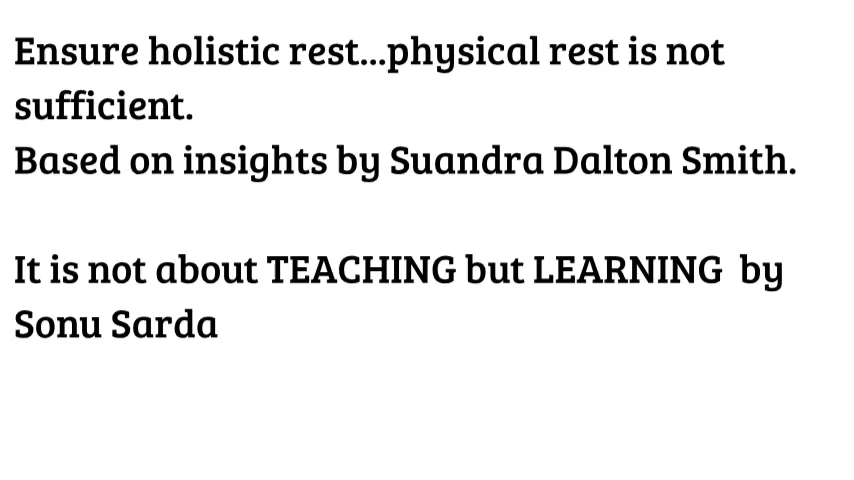 Ensure holistic rest...physical rest is not
sufficient.
Based on insights by Suandra Dalton Smith.
It is not about TEACHING but LEARNING by
Sonu Sarda